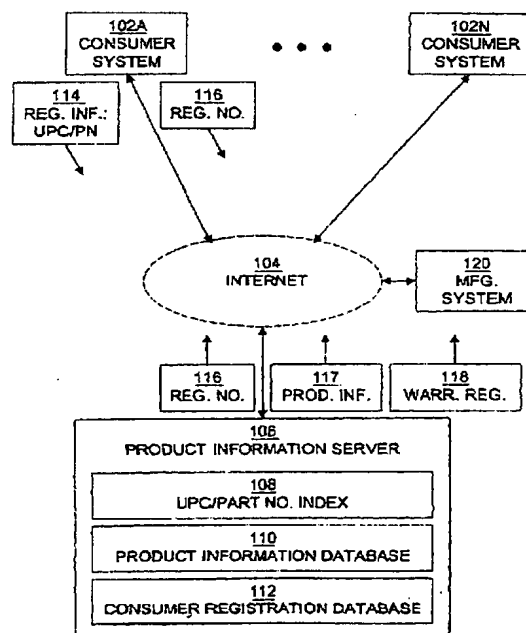 102A
CONSUMER
SYSTEM
102N
CONSUMER
SYSTEM
114
REG. INF.:
UPC/PN
116
REG. NO.
104
INTERNET
120
MFG.
SYSTEM
116
REG. NO.
117
PROD. INF.
118
WARR. REG.
106
PRODUCT INFORMATION SERVER
108
UPC/PART NO. INDEX
110
PRODUCT INFORMATION DATABASE
112
CONSUMER REGISTRATION DATABASE